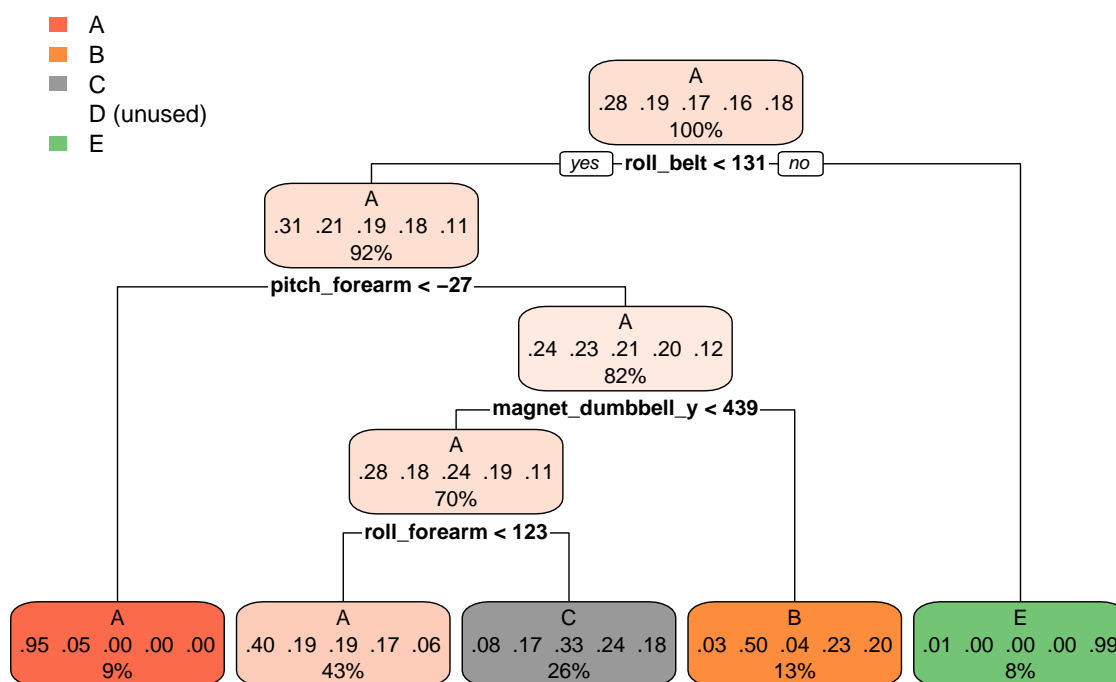 A
B
C
D (unused)
E
A
.28 .19 .17 .16 .18
100%
yes roll_belt < 131 no
A
.31 .21 .19 .18 .11
92%
pitch_forearm < −27
A
.24 .23 .21 .20 .12
82%
magnet_dumbbell_y < 439
A
.28 .18 .24 .19 .11
70%
roll_forearm < 123
A
.95 .05 .00 .00 .00
9%
A
.40 .19 .19 .17 .06
43%
C
.08 .17 .33 .24 .18
26%
B
.03 .50 .04 .23 .20
13%
E
.01 .00 .00 .00 .99
8%